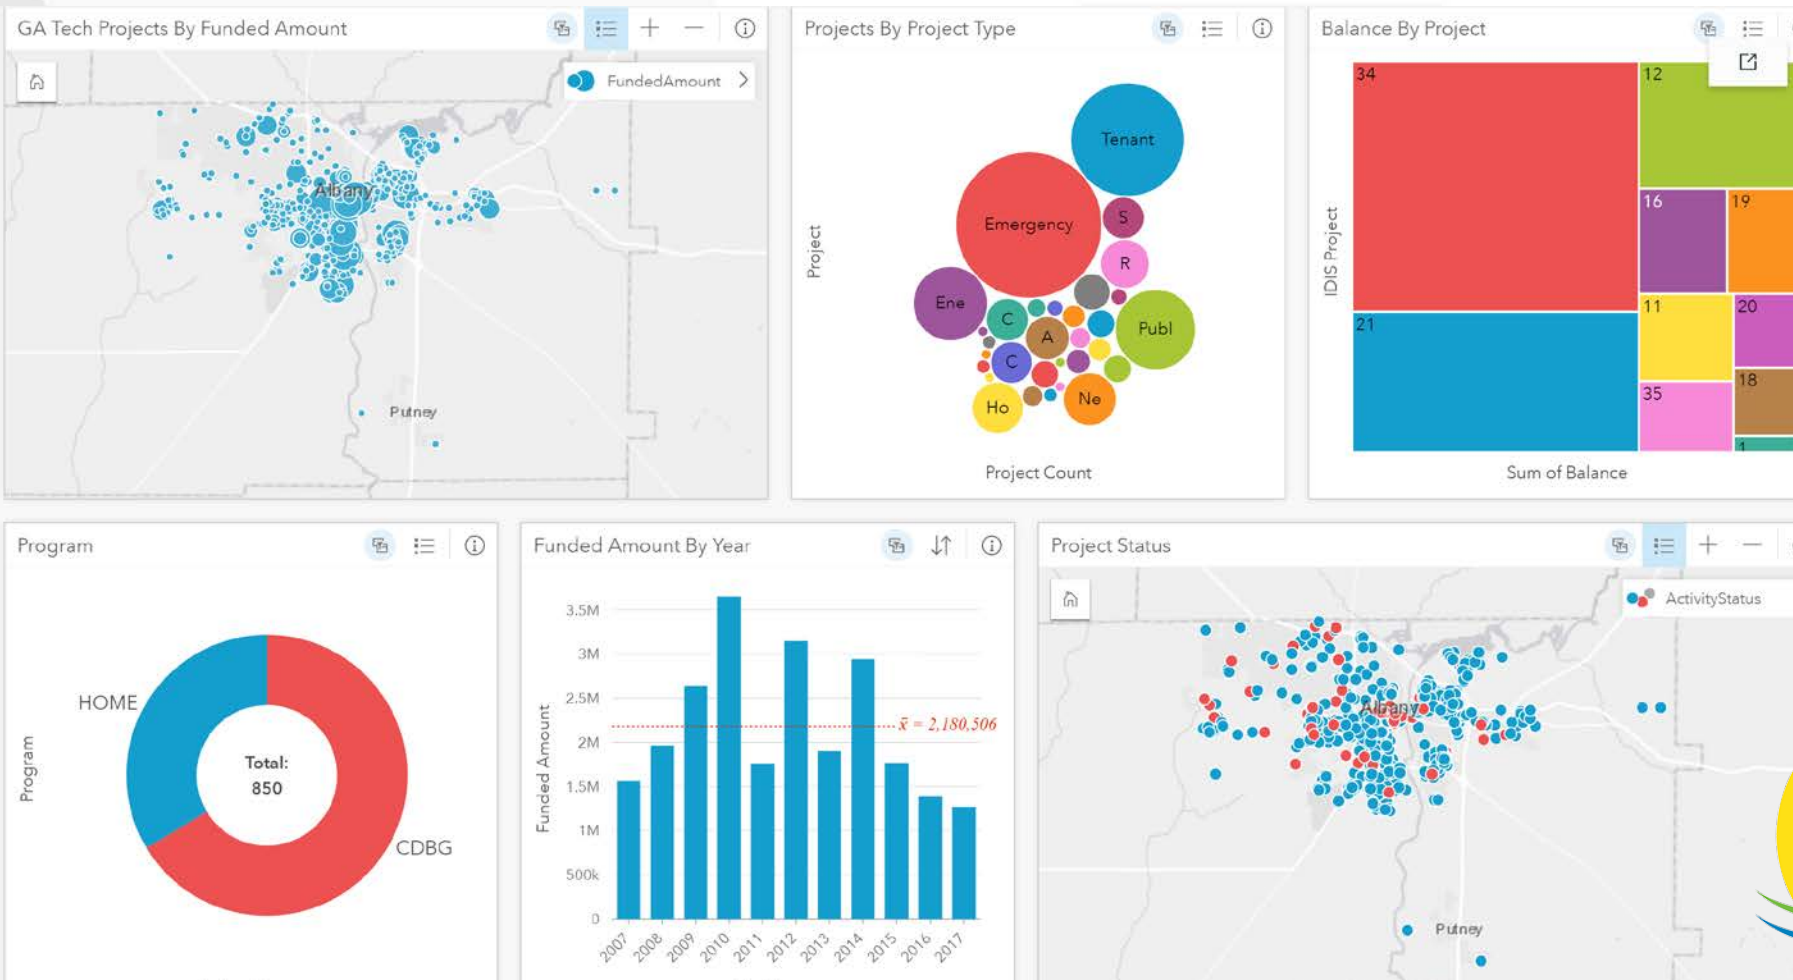 GA Tech Projects By Funded Amount
FundedAmount
Albany
Putney
Projects By Project Type
Project
Tenant
Emergency
S
R
Ene
C
A
Publ
C
Ho
Ne
Project Count
Balance By Project
IDIS Project
34
12
16
19
21
11
20
35
18
1
Sum of Balance
Program
Program
HOME
Total:
850
CDBG
Funded Amount By Year
Funded Amount
3.5M
3M
2.5M
2M
1.5M
1M
500k
0
x̄ = 2,180,506
2007 2008 2009 2010 2011 2012 2013 2014 2015 2016 2017
Project Status
ActivityStatus
Albany
Putney